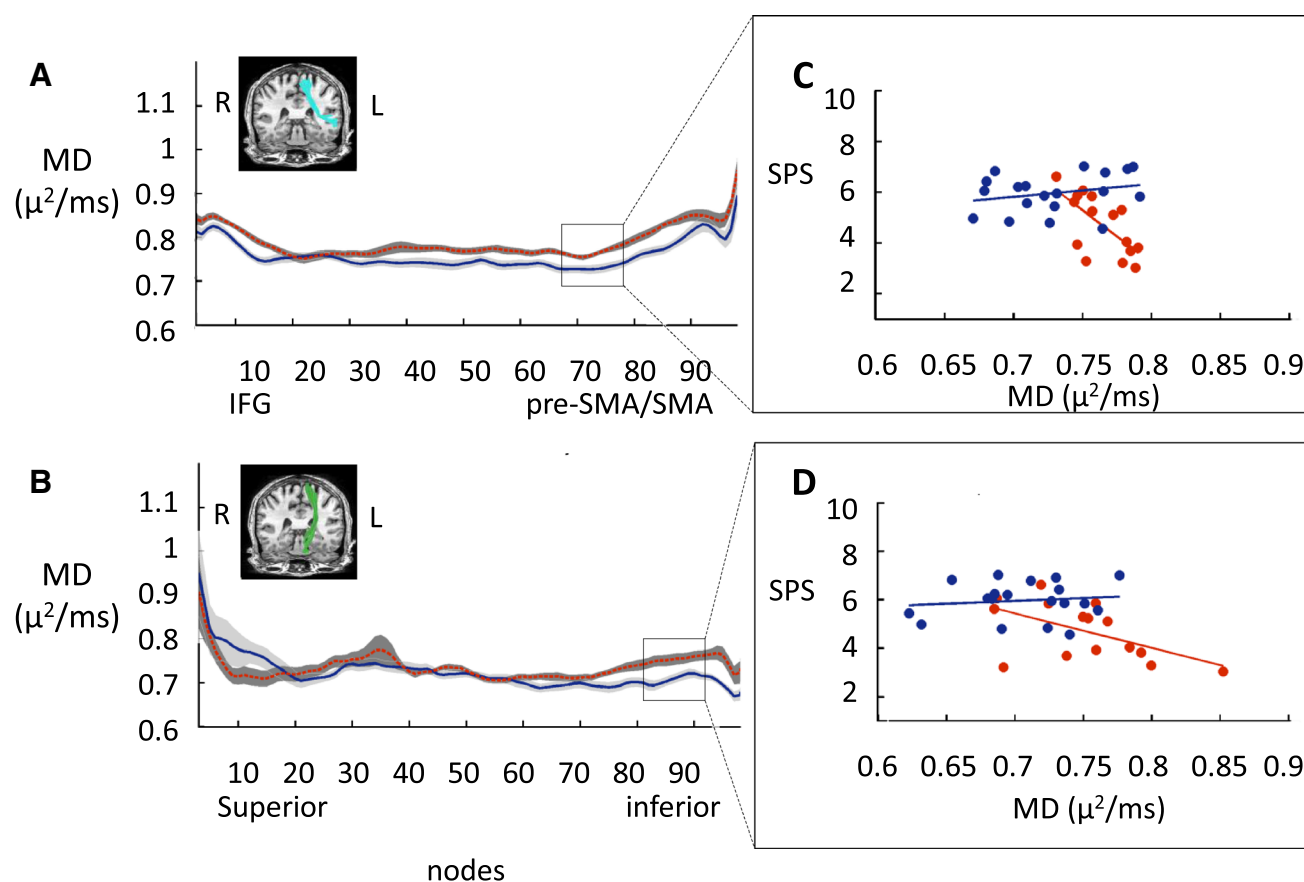 A
R
L
MD
(µ²/ms)
1.1
1
0.9
0.8
0.7
0.6
10 20 30 40 50 60 70 80 90
IFG pre-SMA/SMA
C
SPS
10
8
6
4
2
0.6 0.65 0.7 0.75 0.8 0.85 0.9
MD (µ²/ms)
B
R
L
MD
(µ²/ms)
1.1
1
0.9
0.8
0.7
0.6
10 20 30 40 50 60 70 80 90
Superior inferior
nodes
D
SPS
10
8
6
4
2
0.6 0.65 0.7 0.75 0.8 0.85 0.9
MD (µ²/ms)